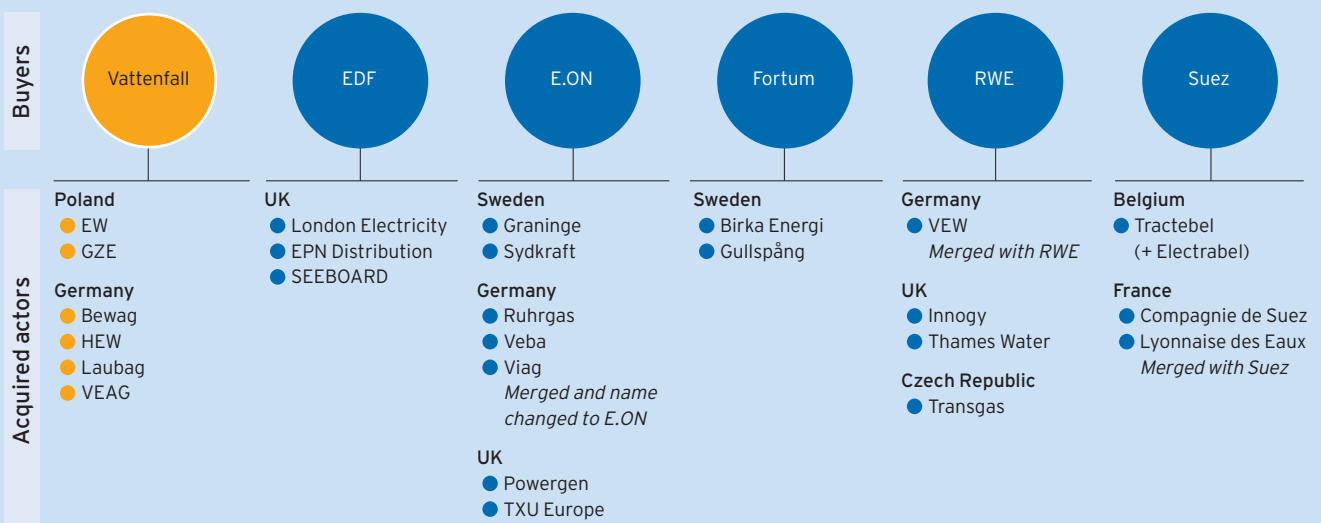 Buyers
Vattenfall
EDF
E.ON
Fortum
RWE
Suez
Acquired actors
Poland
EW
GZE
Germany
Bewag
HEW
Laubag
VEAG
UK
London Electricity
EPN Distribution
SEEBOARD
Sweden
Graninge
Sydkraft
Germany
Ruhrgas
Veba
Viag
Merged and name
changed to E.ON
UK
Powergen
TXU Europe
Sweden
Birka Energi
Gullspång
Germany
VEW
Merged with RWE
UK
Innogy
Thames Water
Czech Republic
Transgas
Belgium
Tractebel
(+ Electrabel)
France
Compagnie de Suez
Lyonnaise des Eaux
Merged with Suez